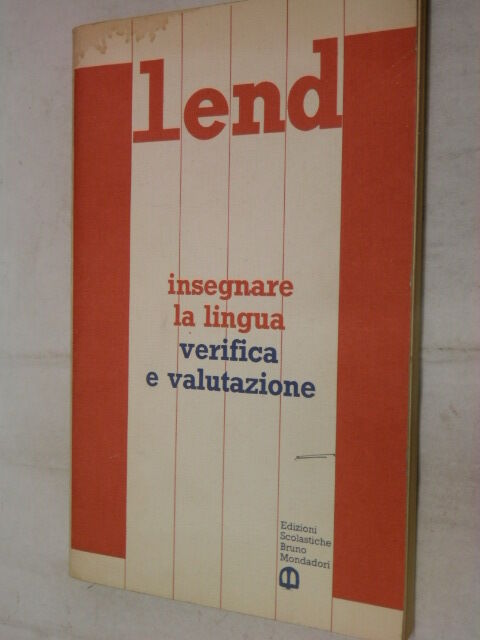 lend
insegnare
la lingua
verifica
e valutazione
Edizioni
Scolastiche
Bruno
Mondadori